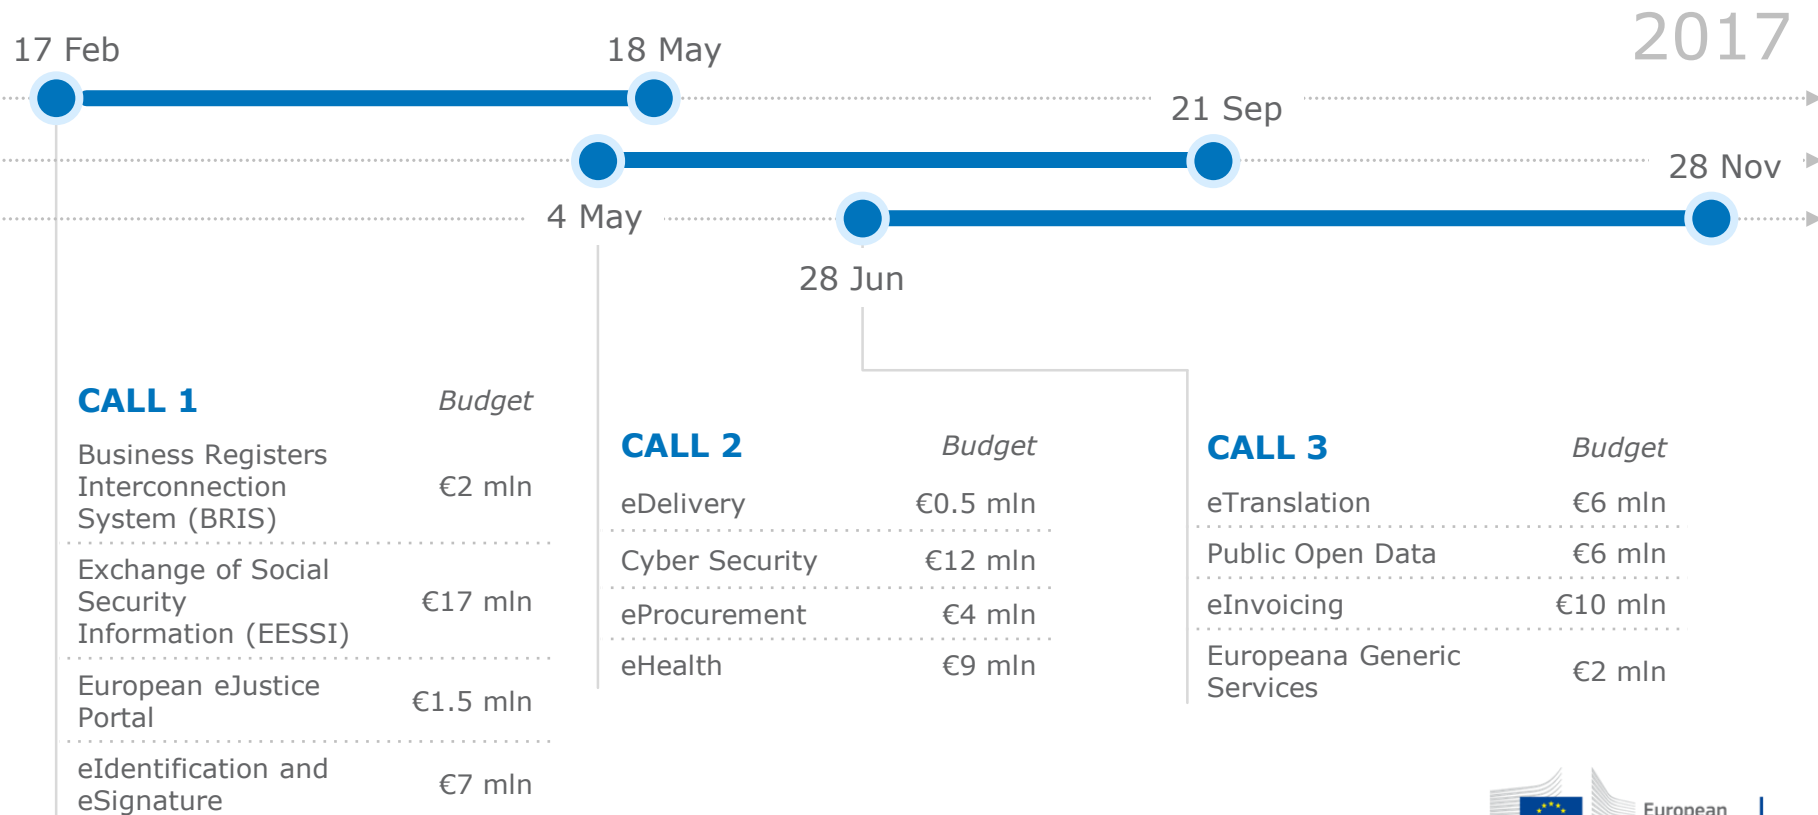 2017
17 Feb
18 May
21 Sep
28 Nov
4 May
28 Jun
CALL 1 Budget
Business Registers
Interconnection €2 mln
System (BRIS)
Exchange of Social
Security €17 mln
Information (EESSI)
European eJustice
Portal €1.5 mln
eIdentification and
eSignature €7 mln
CALL 2 Budget
eDelivery €0.5 mln
Cyber Security €12 mln
eProcurement €4 mln
eHealth €9 mln
CALL 3 Budget
eTranslation €6 mln
Public Open Data €6 mln
eInvoicing €10 mln
Europeana Generic
Services €2 mln
European